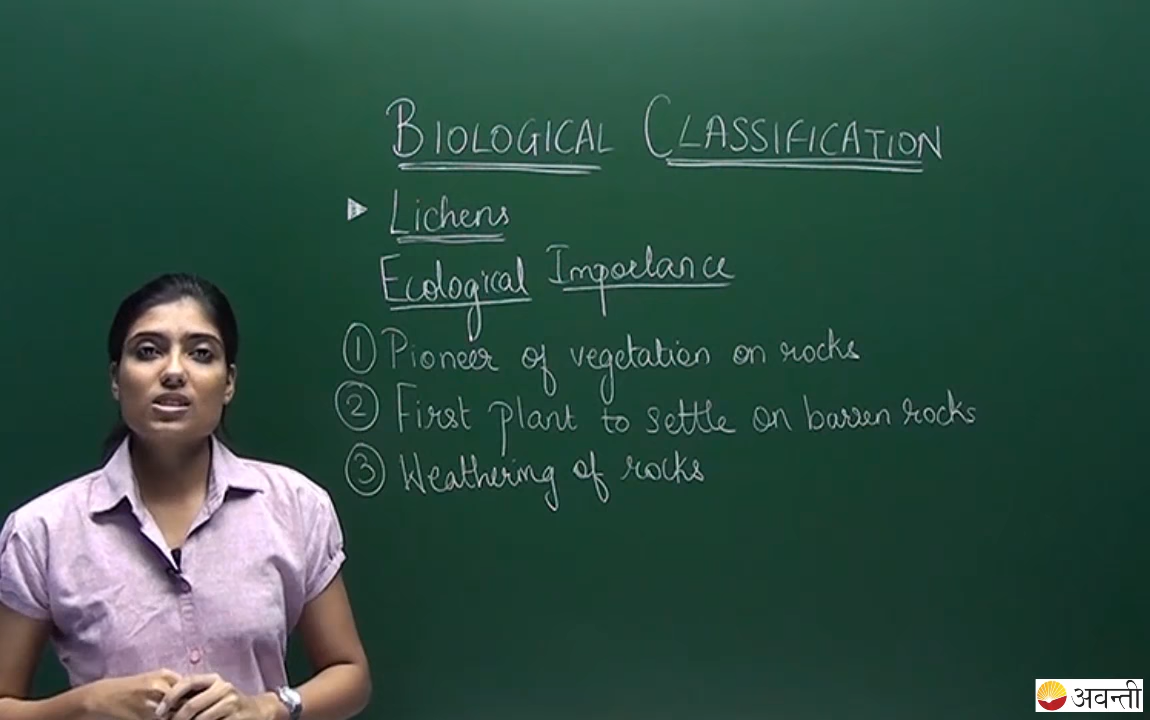 BIOLOGICAL CLASSIFICATION
Lichens
Ecological Importance
① Pioneer of vegetation on rocks
② First plant to settle on barren rocks
③ Weathering of rocks
अवन्ती